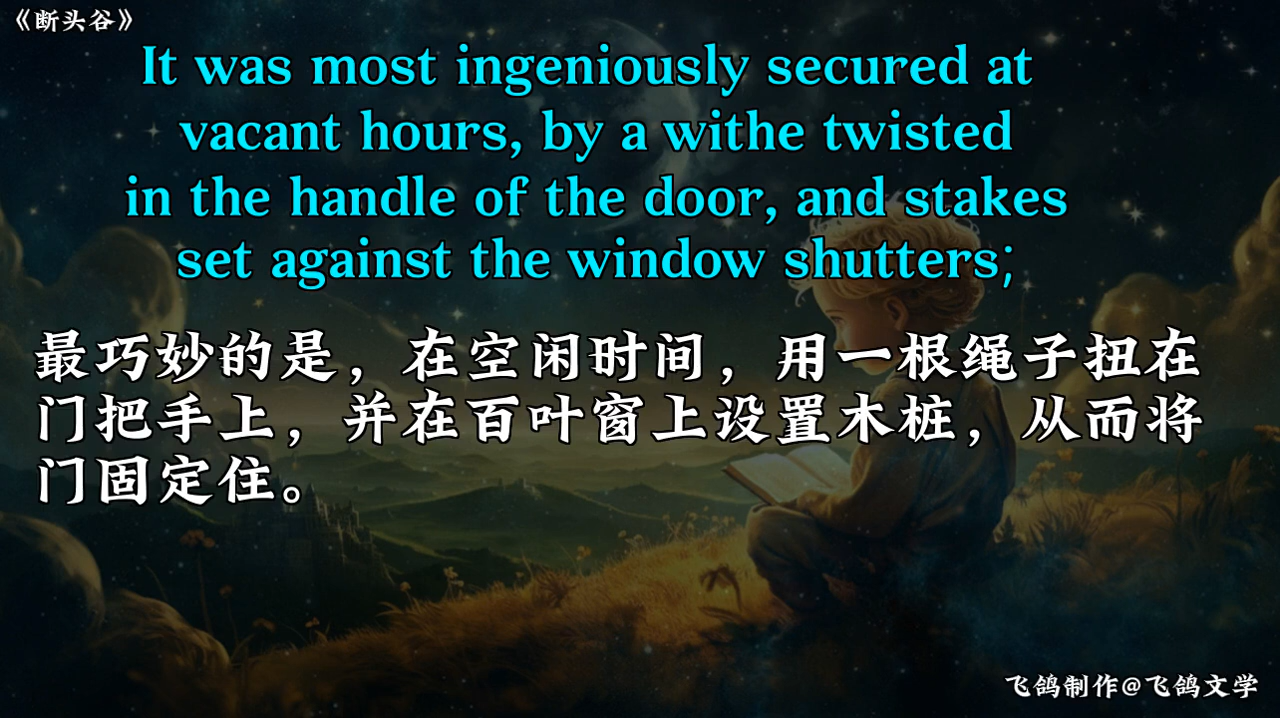 《断头谷》
It was most ingeniously secured at
vacant hours, by a withe twisted
in the handle of the door, and stakes
set against the window shutters;
最巧妙的是，在空闲时间，用一根绳子扭在
门把手上，并在百叶窗上设置木桩，从而将
门固定住。
飞鸽制作@飞鸽文学